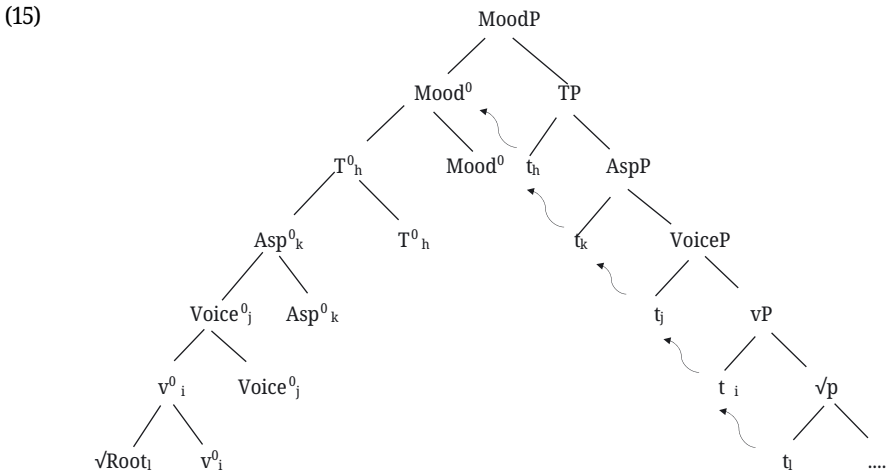 (15) MoodP
Mood⁰ TP
T⁰ₕ Mood⁰ tₕ AspP
Asp⁰ₖ T⁰ ₕ tₖ VoiceP
Voice⁰ⱼ Asp⁰ ₖ tⱼ vP
v⁰ ᵢ Voice⁰ⱼ t ᵢ √p
√Rootₗ v⁰ᵢ tₗ ....